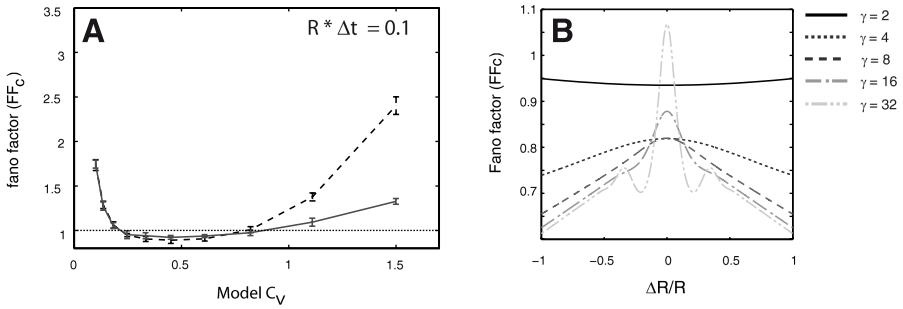 A
R * Δt = 0.1
fano factor (FFC)
3.5
3
2.5
2
1.5
1
0
0.5
1
1.5
Model CV
B
Fano factor (FFc)
1.1
1
0.9
0.8
0.7
−1
−0.5
0
0.5
1
ΔR/R
γ = 2
γ = 4
γ = 8
γ = 16
γ = 32